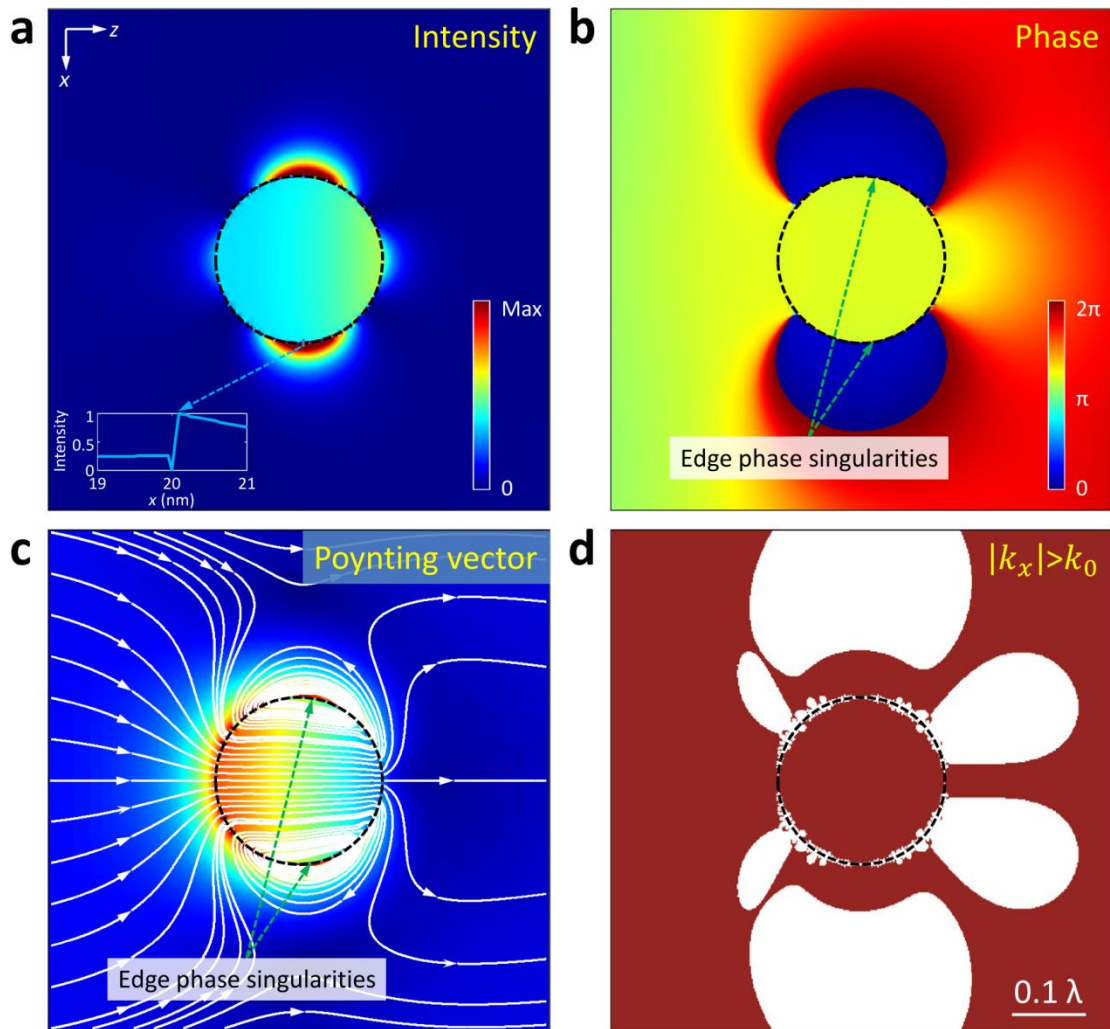 a
z
x
Intensity
Max
0
Intensity
1
0.5
0
19
20
21
x (nm)
b
Phase
2π
π
0
Edge phase singularities
c
Poynting vector
Edge phase singularities
d
|kₓ|>k₀
0.1 λ